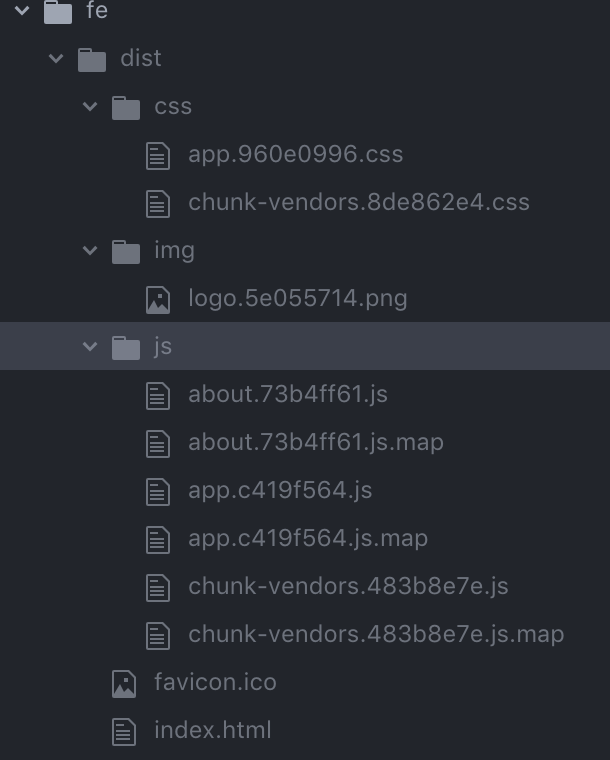 fe
dist
css
app.960e0996.css
chunk-vendors.8de862e4.css
img
logo.5e055714.png
js
about.73b4ff61.js
about.73b4ff61.js.map
app.c419f564.js
app.c419f564.js.map
chunk-vendors.483b8e7e.js
chunk-vendors.483b8e7e.js.map
favicon.ico
index.html